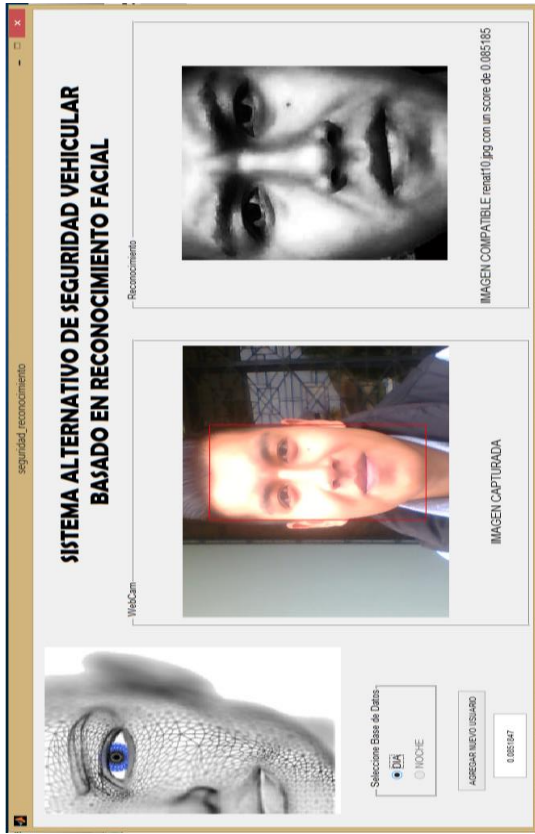 seguridad_reconocimiento
SISTEMA ALTERNATIVO DE SEGURIDAD VEHICULAR
BASADO EN RECONOCIMIENTO FACIAL
WebCam
IMAGEN CAPTURADA
Reconocimiento
IMAGEN COMPATIBLE renat10.jpg con un score de 0.085185
Seleccione Base de Datos
DIA
NOCHE
AGREGAR NUEVO USUARIO
0.0851847